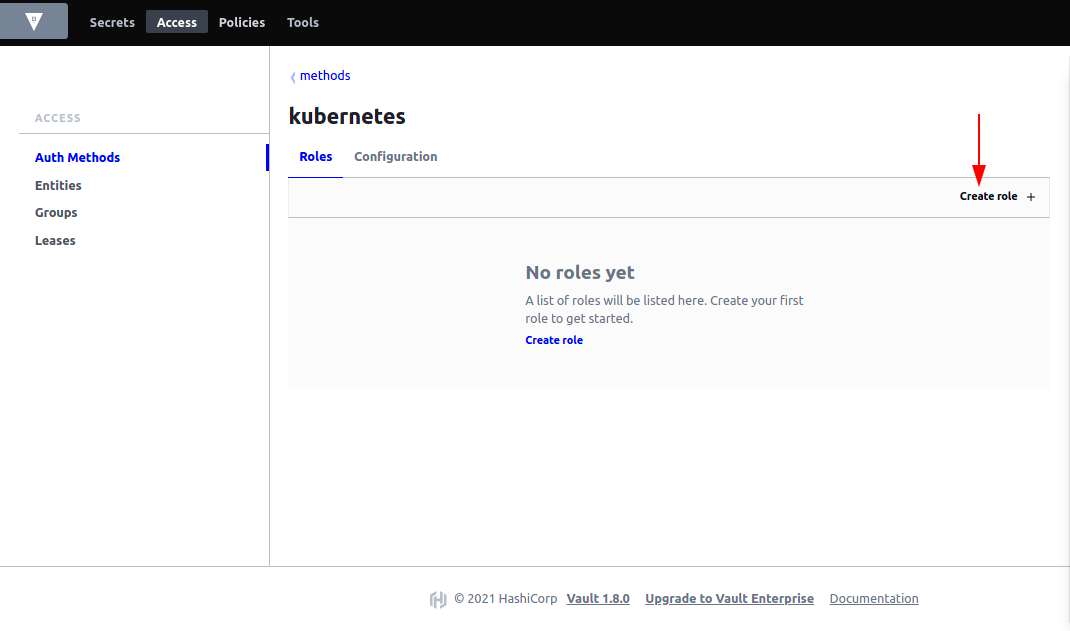 Secrets Access Policies Tools
methods
kubernetes
ACCESS
Auth Methods
Entities
Groups
Leases
Roles Configuration
Create role +
No roles yet
A list of roles will be listed here. Create your first
role to get started.
Create role
© 2021 HashiCorp Vault 1.8.0 Upgrade to Vault Enterprise Documentation